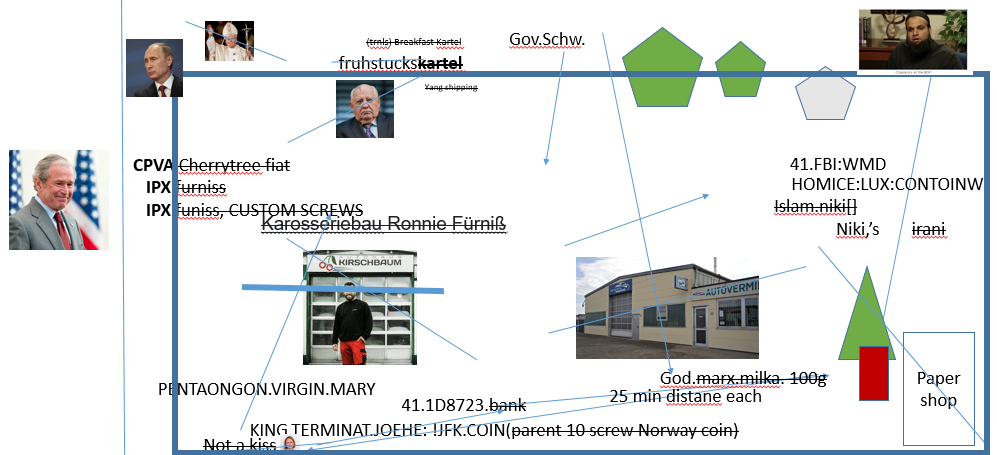 (trnls) Breakfast Kartel
Gov.Schw.
fruhstuckskartel
Yang shipping
CPVA Cherrytree fiat
IPX furniss
IPX funiss, CUSTOM SCREWS
Karosseriebau Ronnie Fürniß
41.FBI:WMD
HOMICE:LUX:CONTOINW
Islam.niki[]
Niki,’s irani
KIRSCHBAUM
AUTOVERMI
God.marx.milka. 100g
25 min distane each
Paper
shop
PENTAONGON.VIRGIN.MARY
41.1D8723.bank
KING TERMINAT.JOEHE: !JFK.COIN(parent 10 screw Norway coin)
Not a kiss